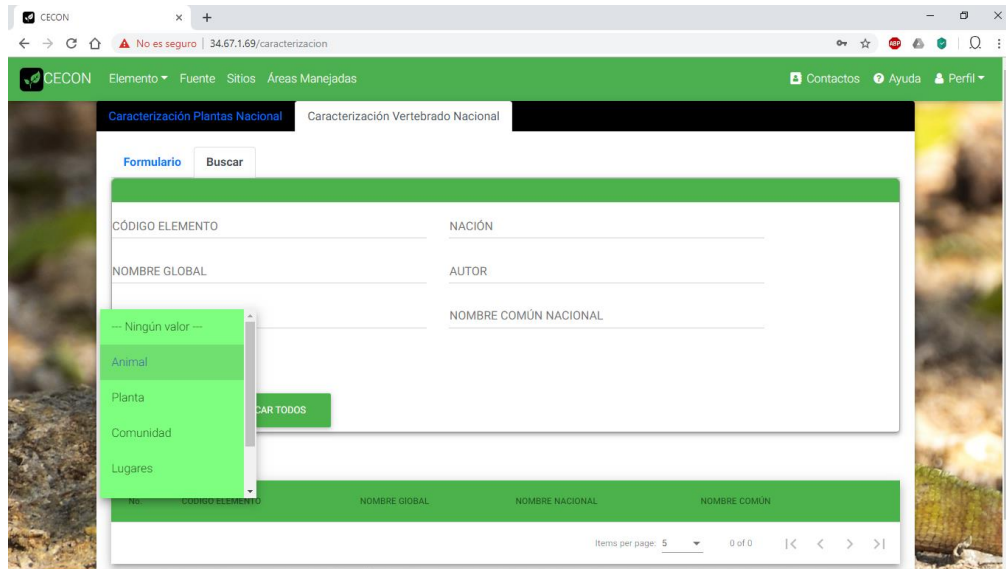 CECON
No es seguro | 34.67.1.69/caracterizacion
ABP
CECON Elemento Fuente Sitios Áreas Manejadas Contactos Ayuda Perfil
Caracterización Plantas Nacional Caracterización Vertebrado Nacional
Formulario Buscar
CÓDIGO ELEMENTO NACIÓN
NOMBRE GLOBAL AUTOR
NOMBRE COMÚN NACIONAL
--- Ningún valor ---
Animal
Planta
CAR TODOS
Comunidad
Lugares
No. CÓDIGO ELEMENTO NOMBRE GlOBAL NOMBRE NACIONAL NOMBRE COMÚN
Items per page: 5 0 of 0